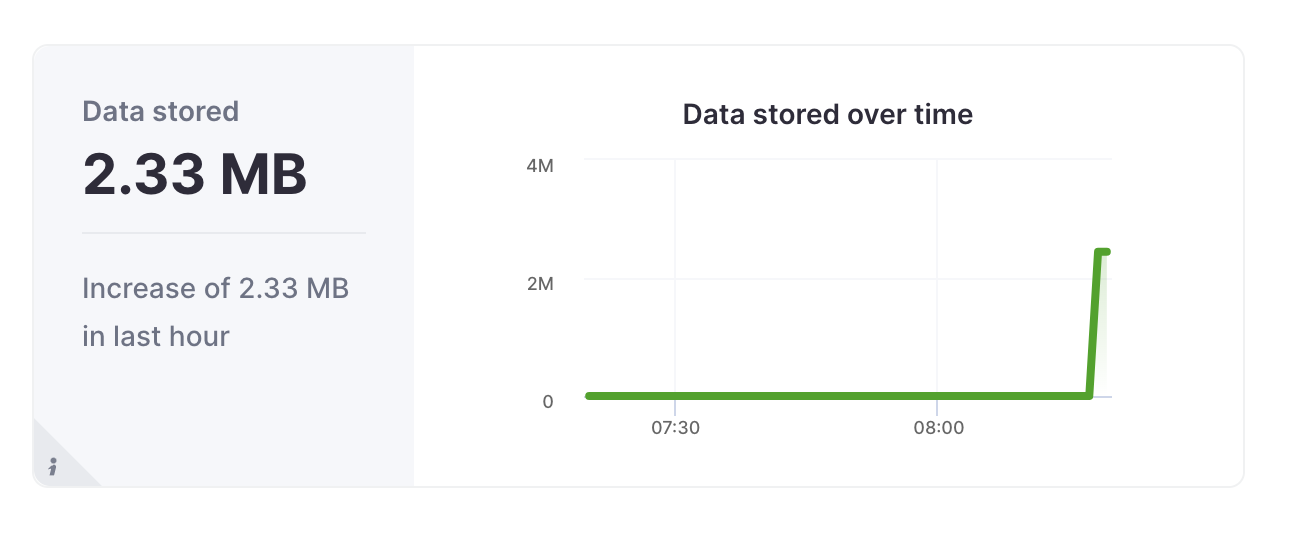 Data stored
2.33 MB
Increase of 2.33 MB
in last hour
i
Data stored over time
4M
2M
0
07:30
08:00